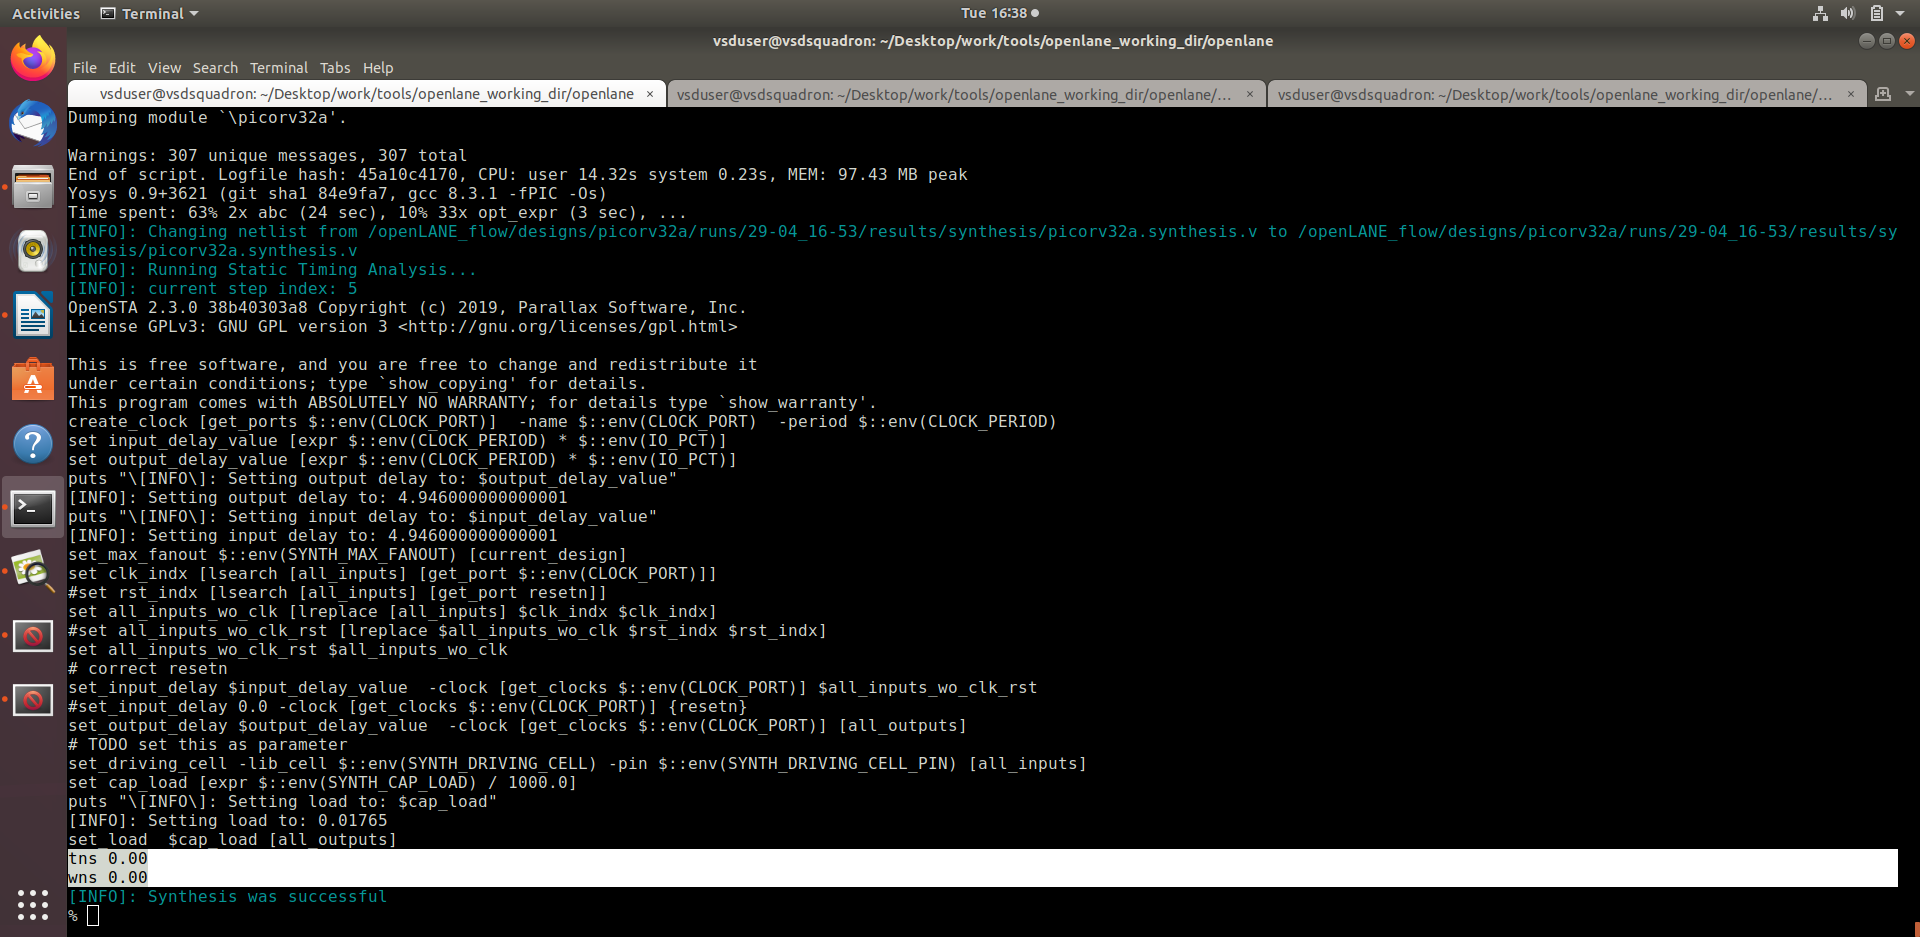 Activities
Terminal
Tue 16:38
vsduser@vsdsquadron: ~/Desktop/work/tools/openlane_working_dir/openlane
File Edit View Search Terminal Tabs Help
vsduser@vsdsquadron: ~/Desktop/work/tools/openlane_working_dir/openlane ×
vsduser@vsdsquadron: ~/Desktop/work/tools/openlane_working_dir/openlane/... ×
vsduser@vsdsquadron: ~/Desktop/work/tools/openlane_working_dir/openlane/... ×
Dumping module `\picorv32a'.
Warnings: 307 unique messages, 307 total
End of script. Logfile hash: 45a10c4170, CPU: user 14.32s system 0.23s, MEM: 97.43 MB peak
Yosys 0.9+3621 (git sha1 84e9fa7, gcc 8.3.1 -fPIC -Os)
Time spent: 63% 2x abc (24 sec), 10% 33x opt_expr (3 sec), ...
[INFO]: Changing netlist from /openLANE_flow/designs/picorv32a/runs/29-04_16-53/results/synthesis/picorv32a.synthesis.v to /openLANE_flow/designs/picorv32a/runs/29-04_16-53/results/sy
nthesis/picorv32a.synthesis.v
[INFO]: Running Static Timing Analysis...
[INFO]: current step index: 5
OpenSTA 2.3.0 38b40303a8 Copyright (c) 2019, Parallax Software, Inc.
License GPLv3: GNU GPL version 3 <http://gnu.org/licenses/gpl.html>
This is free software, and you are free to change and redistribute it
under certain conditions; type `show_copying' for details.
This program comes with ABSOLUTELY NO WARRANTY; for details type `show_warranty'.
create_clock [get_ports $::env(CLOCK_PORT)]  -name $::env(CLOCK_PORT)  -period $::env(CLOCK_PERIOD)
set input_delay_value [expr $::env(CLOCK_PERIOD) * $::env(IO_PCT)]
set output_delay_value [expr $::env(CLOCK_PERIOD) * $::env(IO_PCT)]
puts "\[INFO\]: Setting output delay to: $output_delay_value"
[INFO]: Setting output delay to: 4.946000000000001
puts "\[INFO\]: Setting input delay to: $input_delay_value"
[INFO]: Setting input delay to: 4.946000000000001
set_max_fanout $::env(SYNTH_MAX_FANOUT) [current_design]
set clk_indx [lsearch [all_inputs] [get_port $::env(CLOCK_PORT)]]
#set rst_indx [lsearch [all_inputs] [get_port resetn]]
set all_inputs_wo_clk [lreplace [all_inputs] $clk_indx $clk_indx]
#set all_inputs_wo_clk_rst [lreplace $all_inputs_wo_clk $rst_indx $rst_indx]
set all_inputs_wo_clk_rst $all_inputs_wo_clk
# correct resetn
set_input_delay $input_delay_value  -clock [get_clocks $::env(CLOCK_PORT)] $all_inputs_wo_clk_rst
#set_input_delay 0.0 -clock [get_clocks $::env(CLOCK_PORT)] {resetn}
set_output_delay $output_delay_value  -clock [get_clocks $::env(CLOCK_PORT)] [all_outputs]
# TODO set this as parameter
set_driving_cell -lib_cell $::env(SYNTH_DRIVING_CELL) -pin $::env(SYNTH_DRIVING_CELL_PIN) [all_inputs]
set cap_load [expr $::env(SYNTH_CAP_LOAD) / 1000.0]
puts "\[INFO\]: Setting load to: $cap_load"
[INFO]: Setting load to: 0.01765
set_load  $cap_load [all_outputs]
tns 0.00
wns 0.00
[INFO]: Synthesis was successful
%